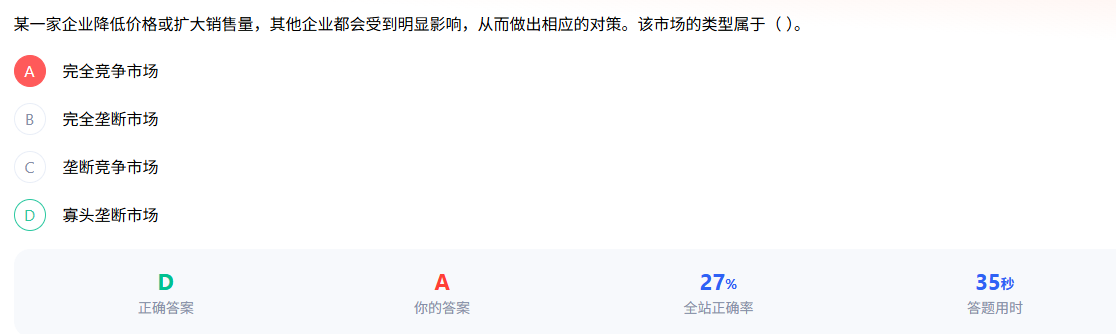 某一家企业降低价格或扩大销售量，其他企业都会受到明显影响，从而做出相应的对策。该市场的类型属于（ ）。
A 完全竞争市场
B 完全垄断市场
C 垄断竞争市场
D 寡头垄断市场
D A 27% 35秒
正确答案 你的答案 全站正确率 答题用时